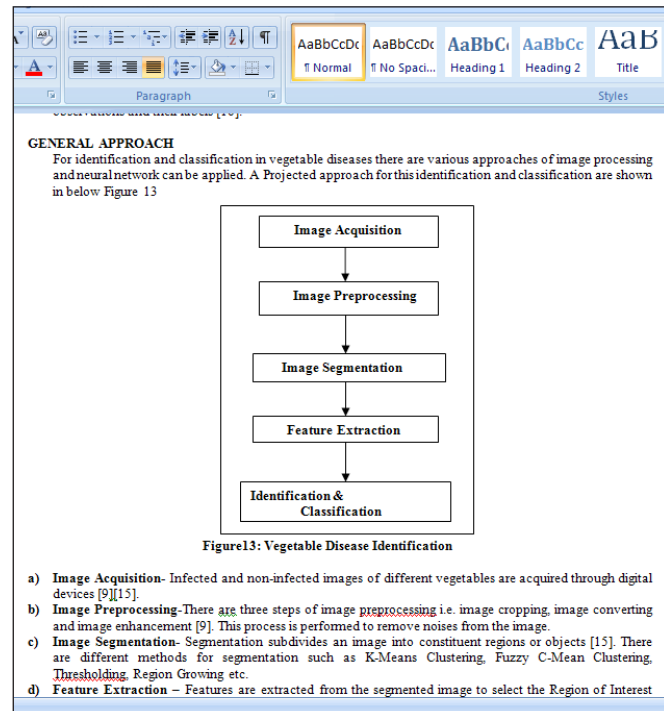 A
AaBbCcDc
AaBbCcDc
AaBbC
AaBbCc
AaB
¶ Normal
¶ No Spaci...
Heading 1
Heading 2
Title
Paragraph
Styles
observations and their labels [16].
GENERAL APPROACH
For identification and classification in vegetable diseases there are various approaches of image processing
and neural network can be applied. A Projected approach for this identification and classification are shown
in below Figure 13
Image Acquisition
Image Preprocessing
Image Segmentation
Feature Extraction
Identification &
Classification
Figure13: Vegetable Disease Identification
a) Image Acquisition- Infected and non-infected images of different vegetables are acquired through digital
devices [9][15].
b) Image Preprocessing-There are three steps of image preprocessing i.e. image cropping, image converting
and image enhancement [9]. This process is performed to remove noises from the image.
c) Image Segmentation- Segmentation subdivides an image into constituent regions or objects [15]. There
are different methods for segmentation such as K-Means Clustering, Fuzzy C-Mean Clustering,
Thresholding, Region Growing etc.
d) Feature Extraction – Features are extracted from the segmented image to select the Region of Interest